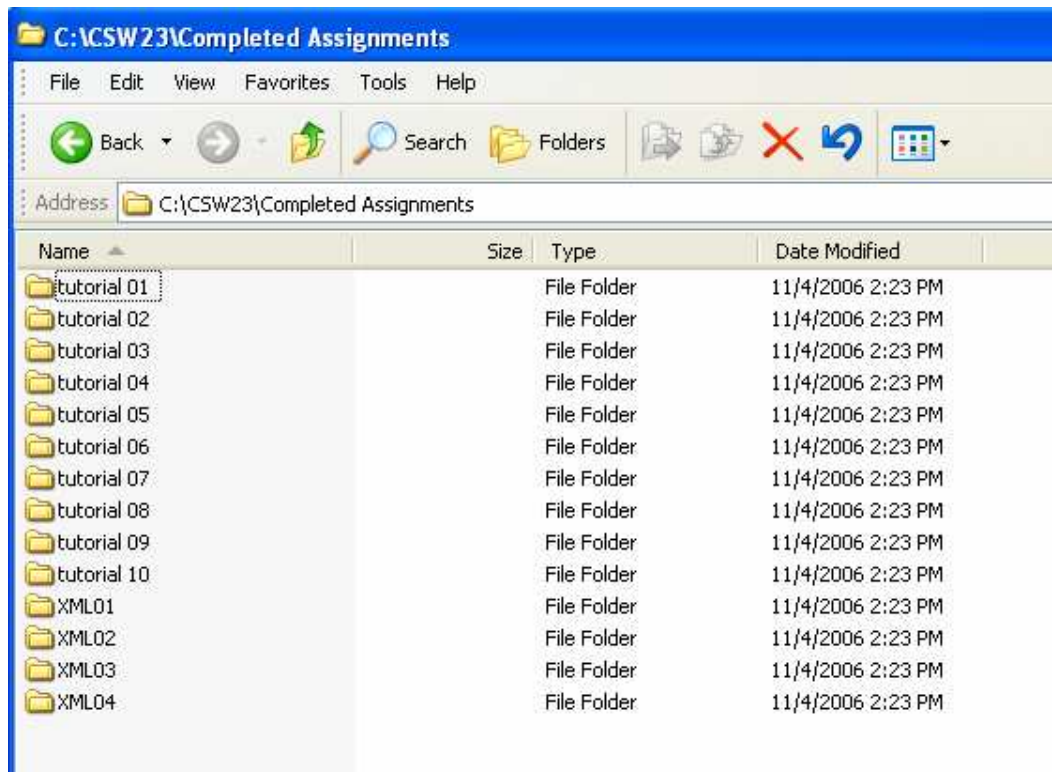 C:\CSW23\Completed Assignments
File Edit View Favorites Tools Help
Back Search Folders
Address C:\CSW23\Completed Assignments
Name Size Type Date Modified
tutorial 01 File Folder 11/4/2006 2:23 PM
tutorial 02 File Folder 11/4/2006 2:23 PM
tutorial 03 File Folder 11/4/2006 2:23 PM
tutorial 04 File Folder 11/4/2006 2:23 PM
tutorial 05 File Folder 11/4/2006 2:23 PM
tutorial 06 File Folder 11/4/2006 2:23 PM
tutorial 07 File Folder 11/4/2006 2:23 PM
tutorial 08 File Folder 11/4/2006 2:23 PM
tutorial 09 File Folder 11/4/2006 2:23 PM
tutorial 10 File Folder 11/4/2006 2:23 PM
XML01 File Folder 11/4/2006 2:23 PM
XML02 File Folder 11/4/2006 2:23 PM
XML03 File Folder 11/4/2006 2:23 PM
XML04 File Folder 11/4/2006 2:23 PM